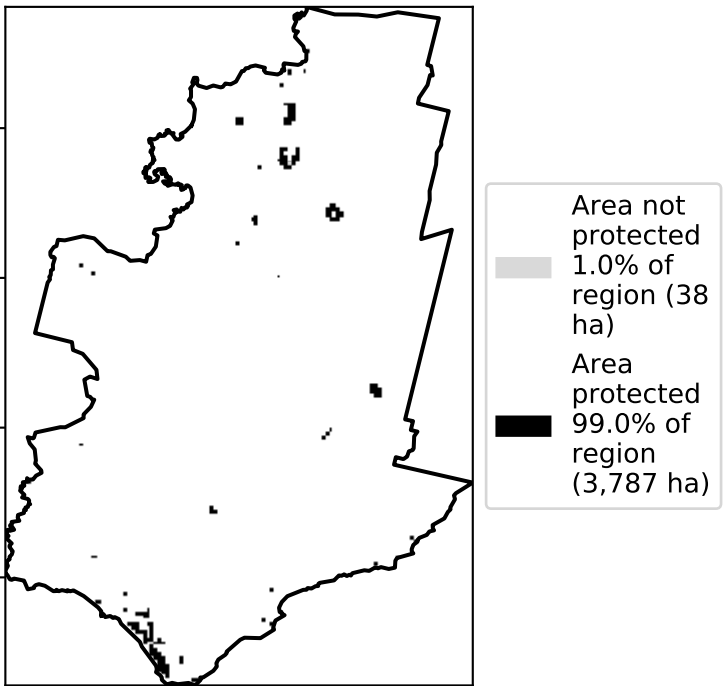 Area not
protected
1.0% of
region (38
ha)
Area
protected
99.0% of
region
(3,787 ha)